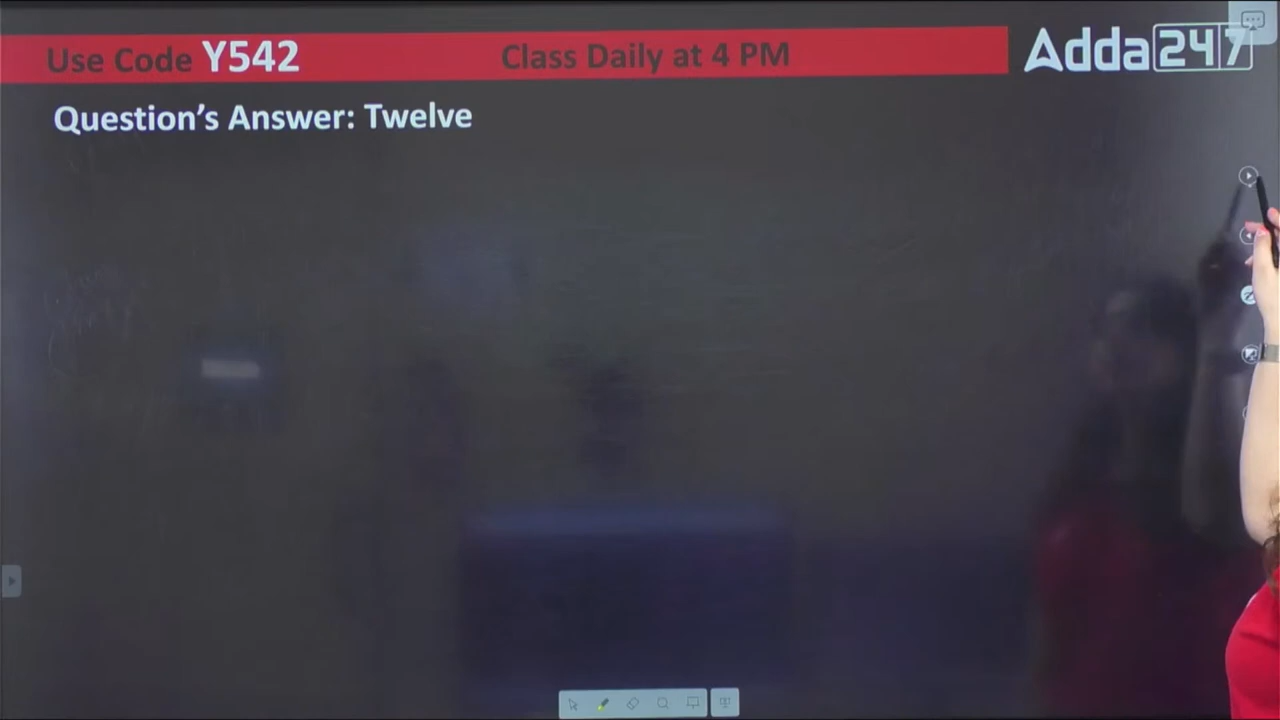 Use Code Y542 Class Daily at 4 PM Adda247
Question's Answer: Twelve